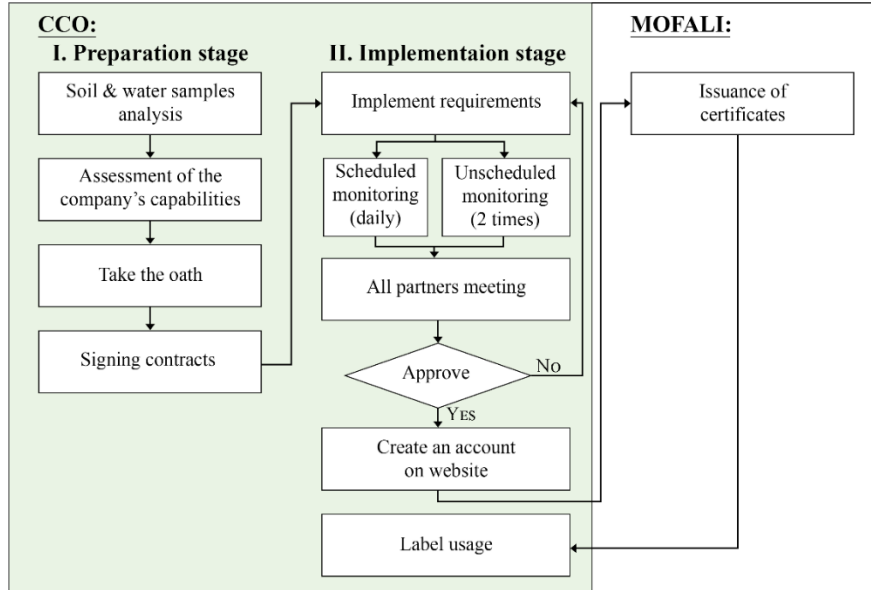 CCO:
I. Preparation stage
Soil & water samples
analysis
Assessment of the
company's capabilities
Take the oath
Signing contracts
II. Implementaion stage
Implement requirements
Scheduled
monitoring
(daily)
Unscheduled
monitoring
(2 times)
All partners meeting
Approve
No
YES
Create an account
on website
Label usage
MOFALI:
Issuance of
certificates